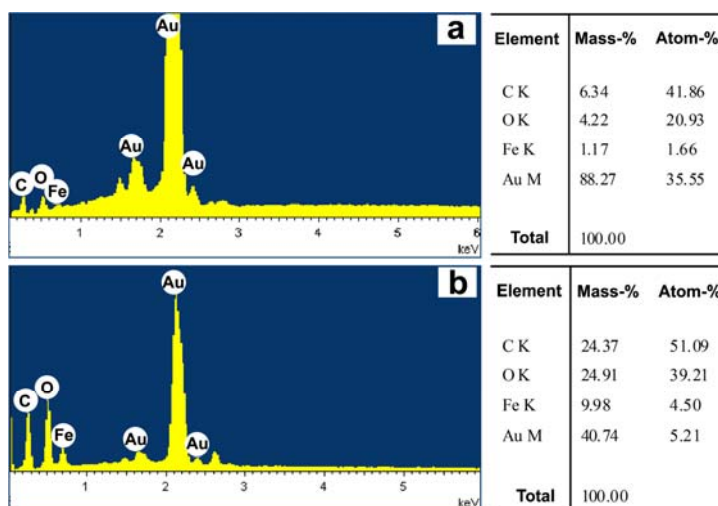 a
Au
Au
Au
C
O
Fe
1 2 3 4 5 6
keV
Element Mass-% Atom-%
C K 6.34 41.86
O K 4.22 20.93
Fe K 1.17 1.66
Au M 88.27 35.55
Total 100.00
b
Au
C
O
Fe
Au
Au
1 2 3 4 5
keV
Element Mass-% Atom-%
C K 24.37 51.09
O K 24.91 39.21
Fe K 9.98 4.50
Au M 40.74 5.21
Total 100.00